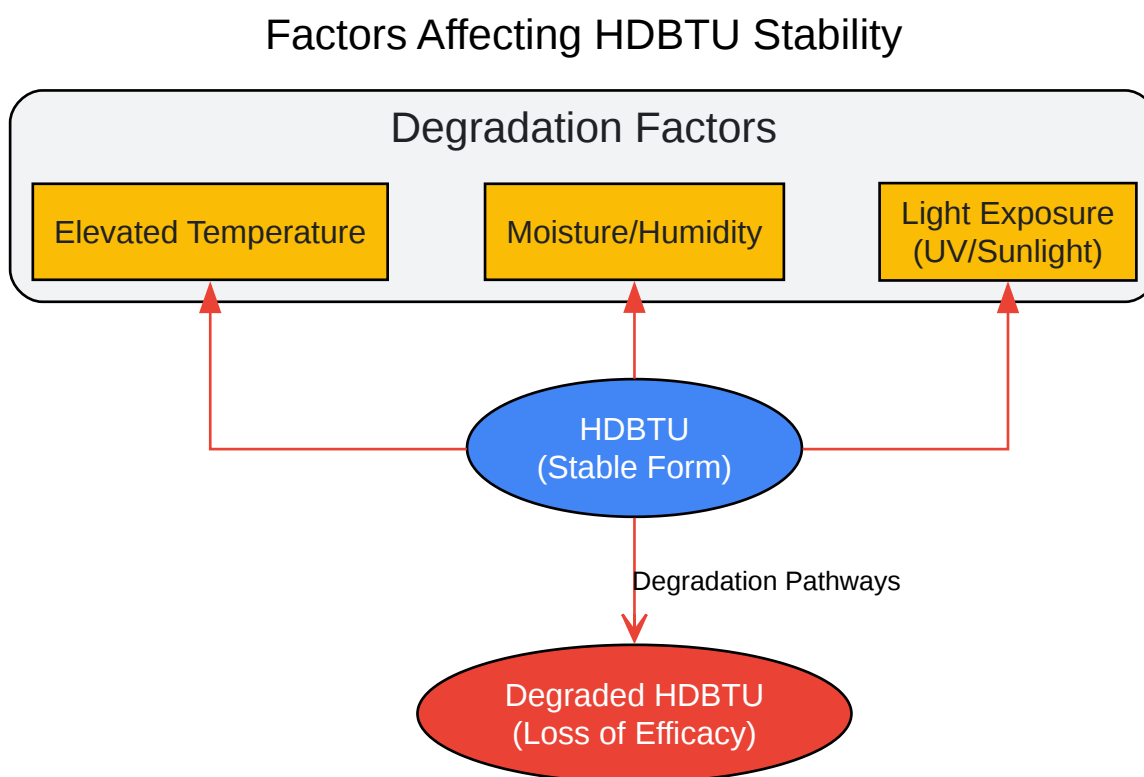 Factors Affecting HDBTU Stability
Degradation Factors
Elevated Temperature
Moisture/Humidity
Light Exposure
(UV/Sunlight)
HDBTU
(Stable Form)
Degradation Pathways
Degraded HDBTU
(Loss of Efficacy)